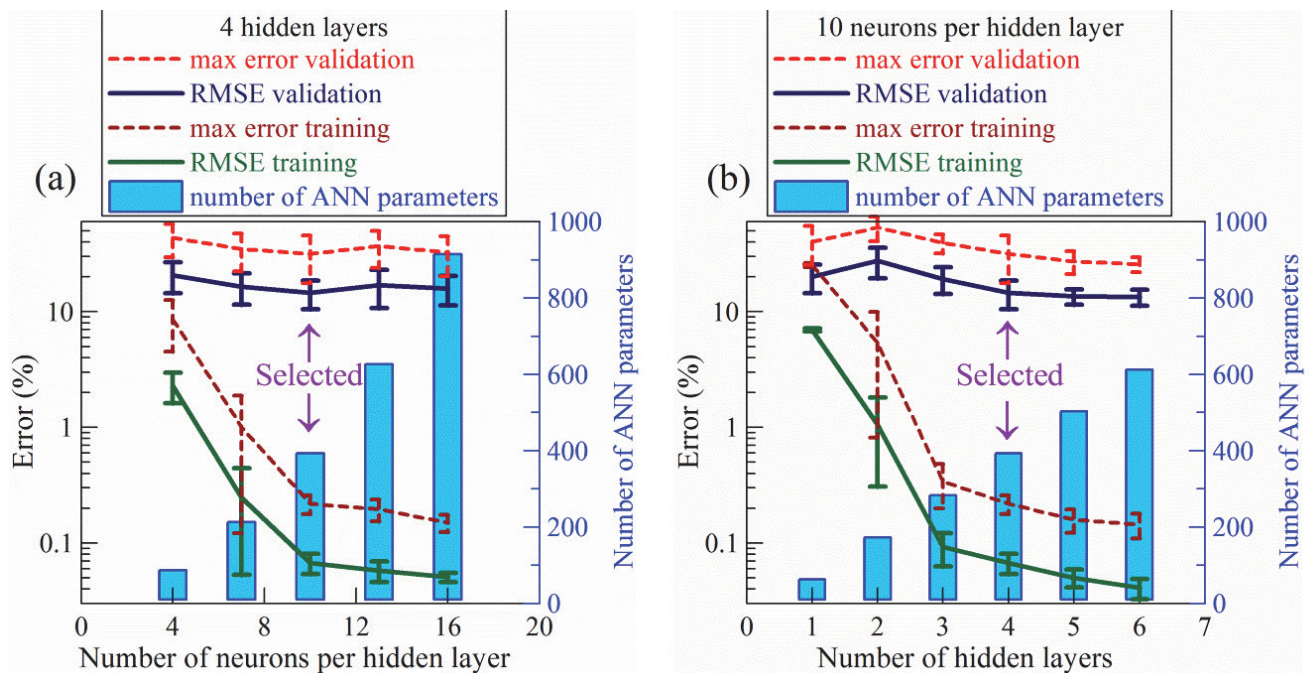 4 hidden layers
max error validation
RMSE validation
max error training
RMSE training
number of ANN parameters
(a)
Error (%)
10
1
0.1
Selected
1000
800
600
400
200
0
Number of ANN parameters
0 4 8 12 16 20
Number of neurons per hidden layer
10 neurons per hidden layer
max error validation
RMSE validation
max error training
RMSE training
number of ANN parameters
(b)
Error (%)
10
1
0.1
Selected
1000
800
600
400
200
0
Number of ANN parameters
0 1 2 3 4 5 6 7
Number of hidden layers